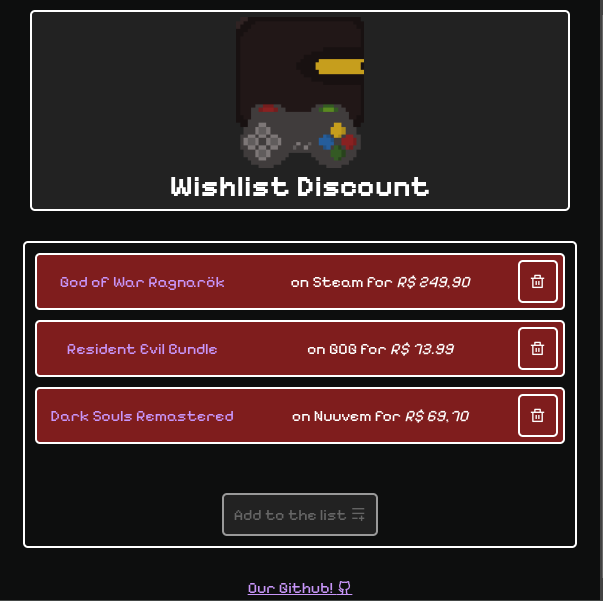 Wishlist Discount
God of War Ragnarök on Steam for R$ 249,90
Resident Evil Bundle on GOG for R$ 73.99
Dark Souls Remastered on Nuuvem for R$ 69,70
Add to the list
Our Github!